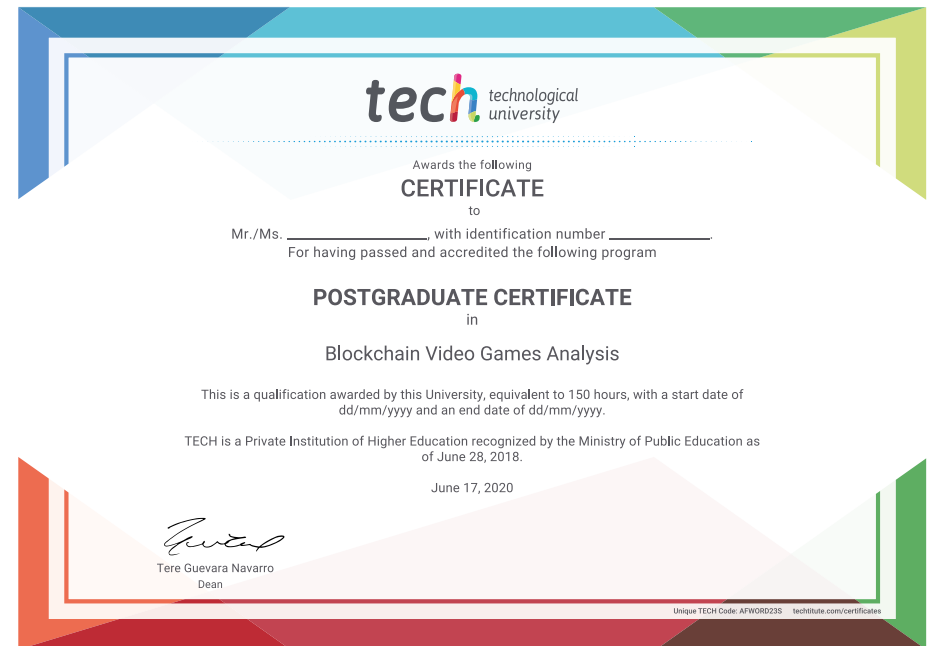 tech technological
university
Awards the following
CERTIFICATE
to
Mr./Ms. ____________________, with identification number ______________.
For having passed and accredited the following program
POSTGRADUATE CERTIFICATE
in
Blockchain Video Games Analysis
This is a qualification awarded by this University, equivalent to 150 hours, with a start date of
dd/mm/yyyy and an end date of dd/mm/yyyy.
TECH is a Private Institution of Higher Education recognized by the Ministry of Public Education as
of June 28, 2018.
June 17, 2020
Tere Guevara Navarro
Dean
Unique TECH Code: AFWORD23S techtitute.com/certificates